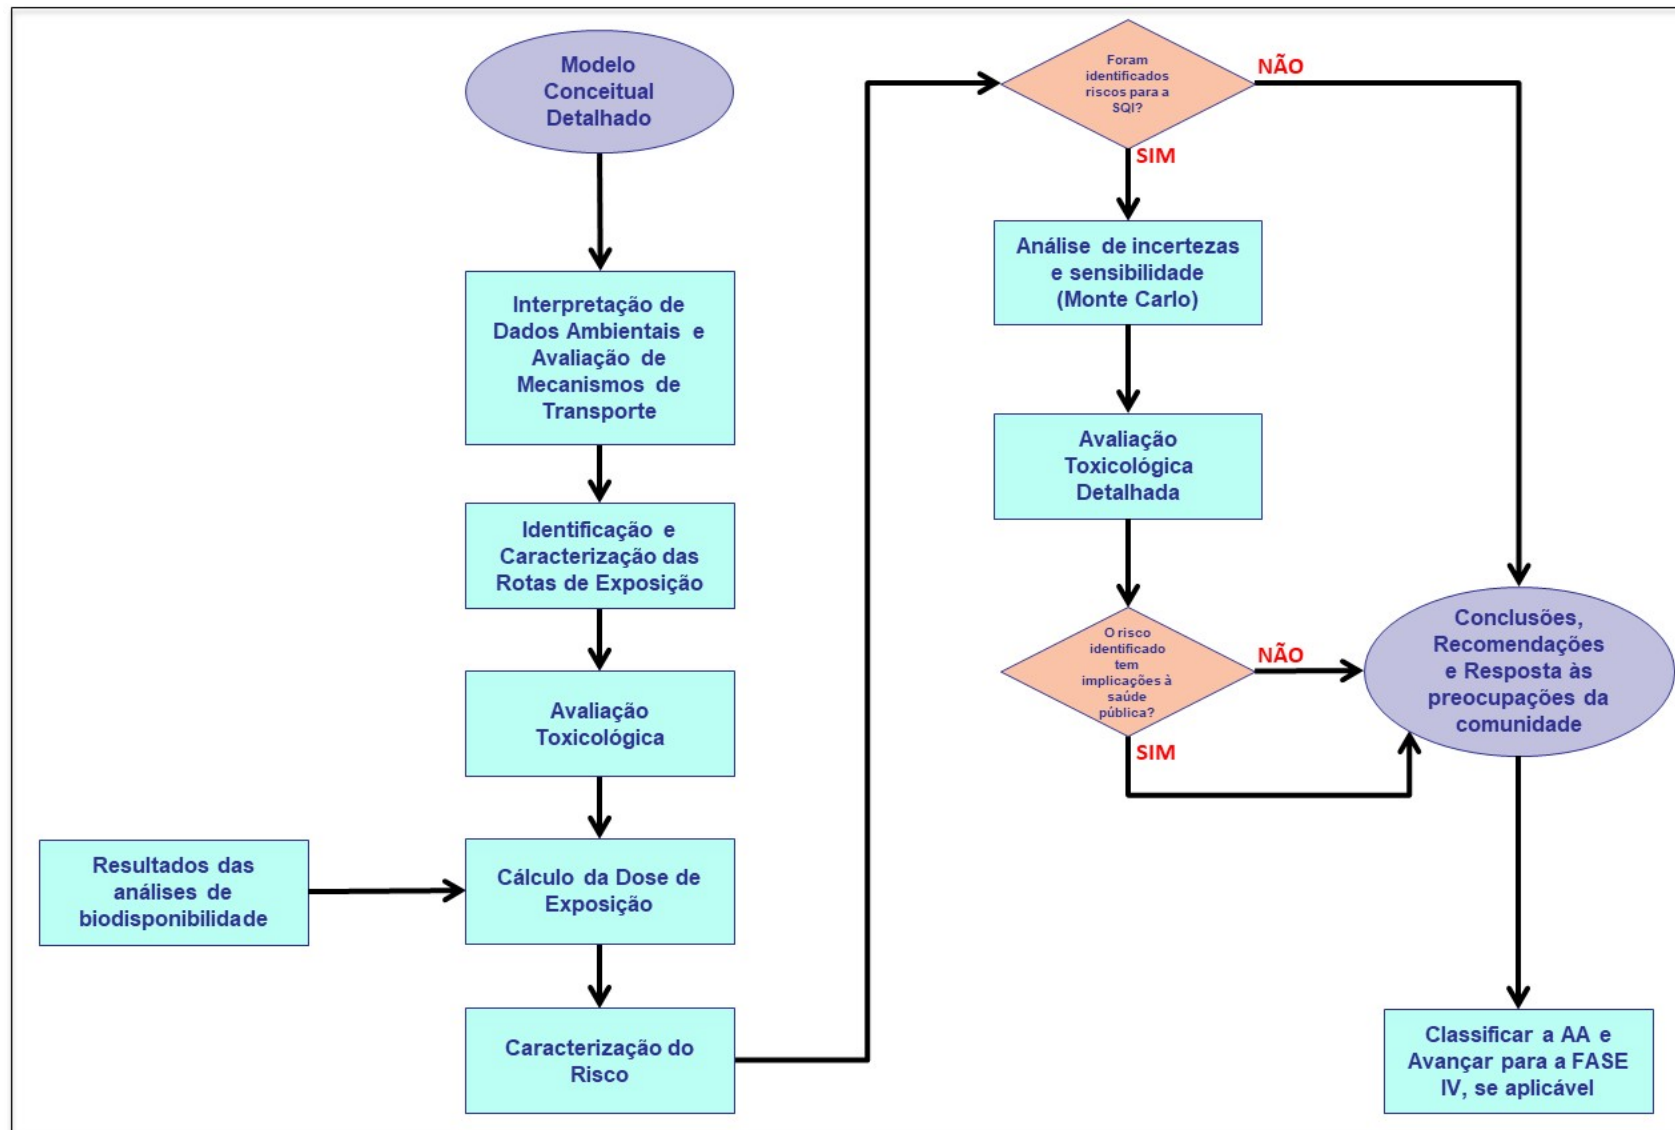 Modelo
Conceitual
Detalhado
Interpretação de
Dados Ambientais e
Avaliação de
Mecanismos de
Transporte
Identificação e
Caracterização das
Rotas de Exposição
Avaliação
Toxicológica
Resultados das
análises de
biodisponibilidade
Cálculo da Dose de
Exposição
Caracterização do
Risco
Foram
identificados
riscos para a
SQI?
NÃO
SIM
Análise de incertezas
e sensibilidade
(Monte Carlo)
Avaliação
Toxicológica
Detalhada
O risco
identificado
tem
implicações à
saúde
pública?
NÃO
SIM
Conclusões,
Recomendações
e Resposta às
preocupações da
comunidade
Classificar a AA e
Avançar para a FASE
IV, se aplicável